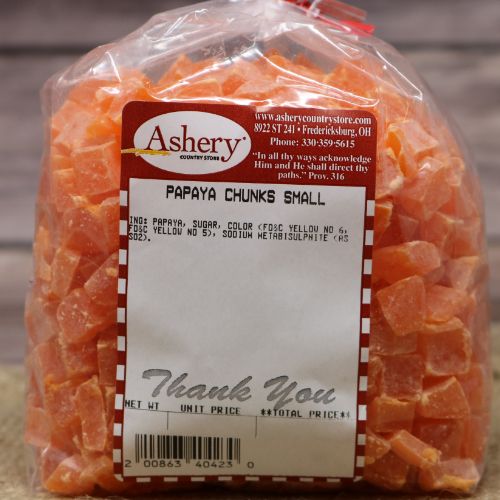 Ashery
COUNTRY STORE
www.asherycountrystore.com
8922 ST 241 • Fredericksburg, OH
Phone: 330•359•5615
“In all thy ways acknowledge
Him and He shall direct thy
paths.” Prov. 316
PAPAYA CHUNKS SMALL
ING: PAPAYA, SUGAR, COLOR (FD&C YELLOW NO 6,
FD&C YELLOW NO 5), SODIUM METABISULPHITE (AS
SO2).
Thank You
NET WT UNIT PRICE **TOTAL PRICE**
2 00863 40423 0